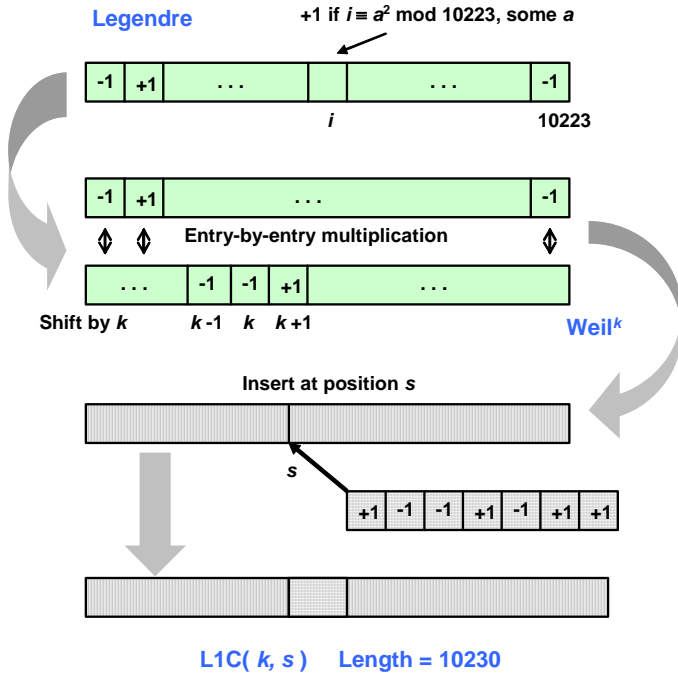 Legendre
+1 if i ≡ a² mod 10223, some a
-1 +1 . . . . . . -1
i 10223
-1 +1 . . . -1
Entry-by-entry multiplication
. . . -1 -1 +1 . . .
Shift by k k-1 k k+1 Weilᵏ
Insert at position s
s
+1 -1 -1 +1 -1 +1 +1
L1C( k, s ) Length = 10230